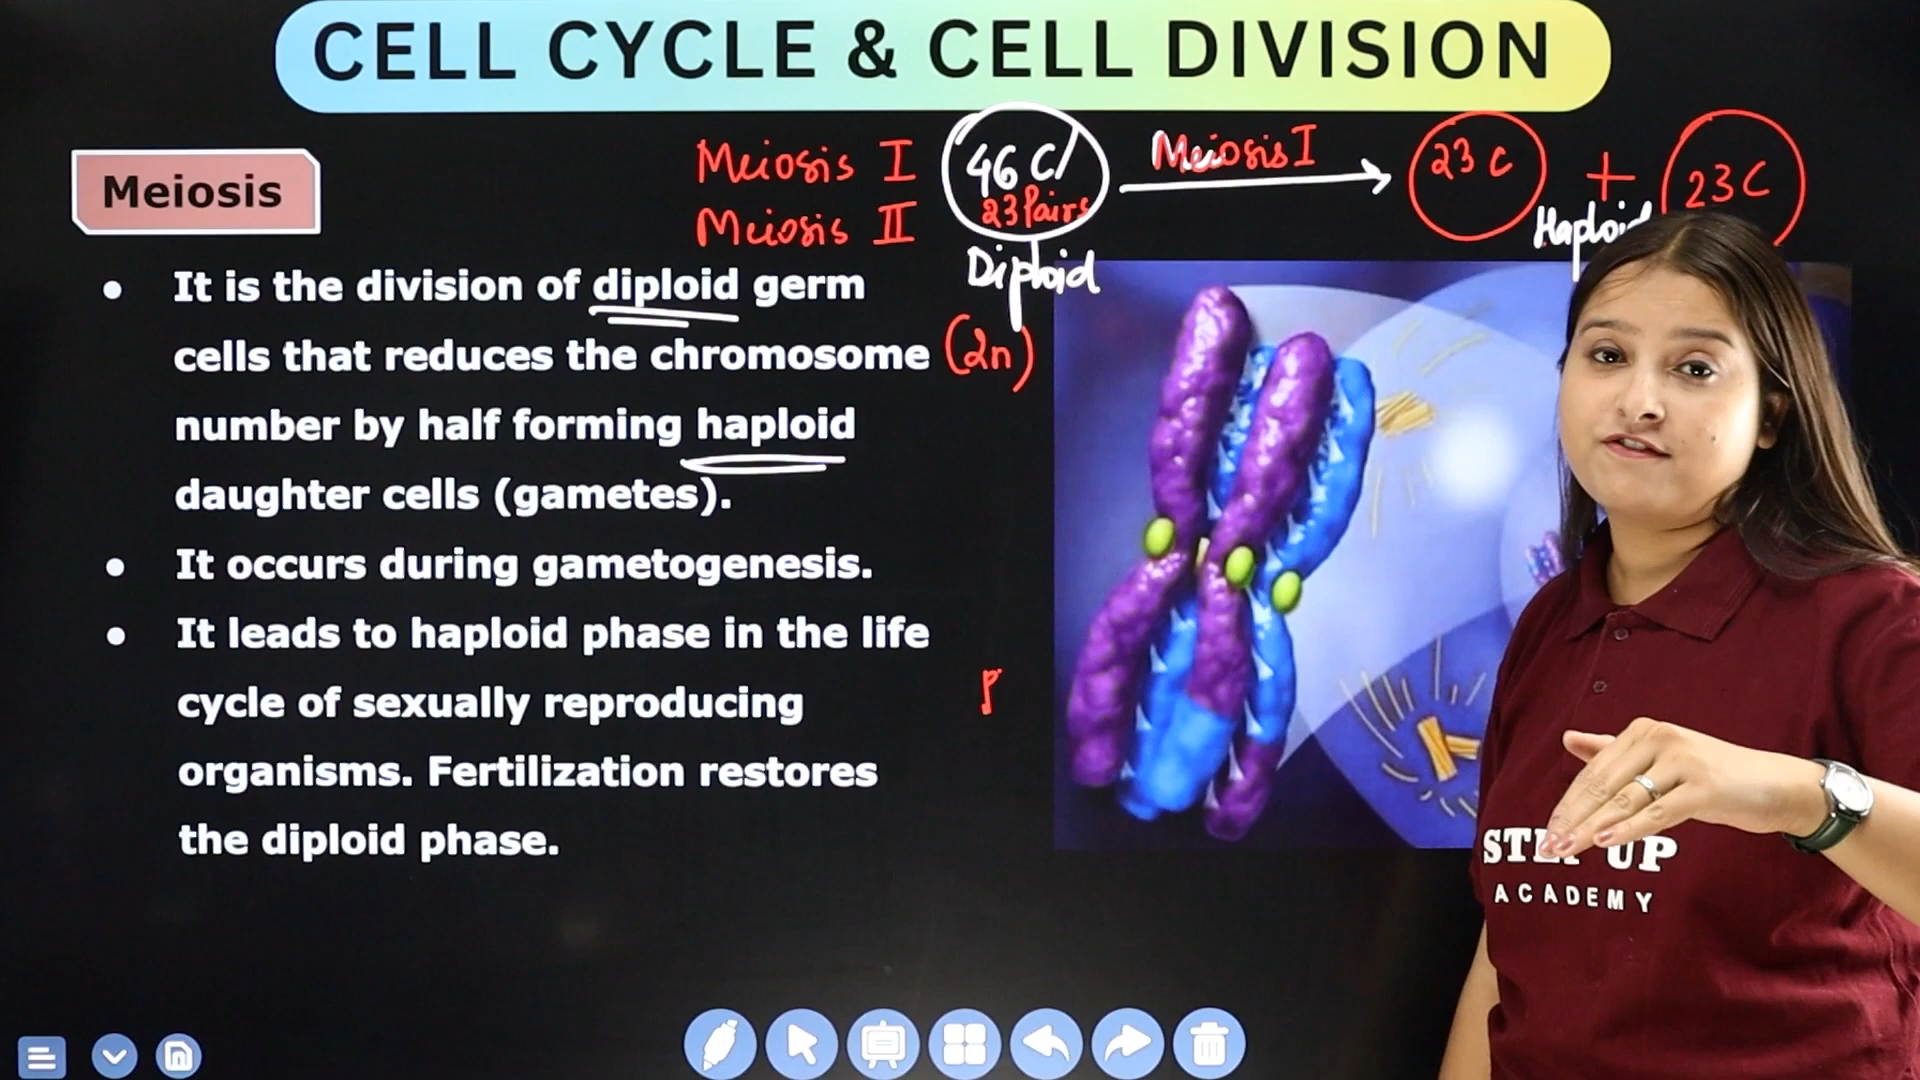 CELL CYCLE & CELL DIVISION
Meiosis
Meiosis I
Meiosis II
46 C/
23 Pairs
Diploid
(2n)
Meiosis I
23 C
+
23 C
Haploid
• It is the division of diploid germ
cells that reduces the chromosome
number by half forming haploid
daughter cells (gametes).
• It occurs during gametogenesis.
• It leads to haploid phase in the life
cycle of sexually reproducing
organisms. Fertilization restores
the diploid phase.
STEP UP
ACADEMY